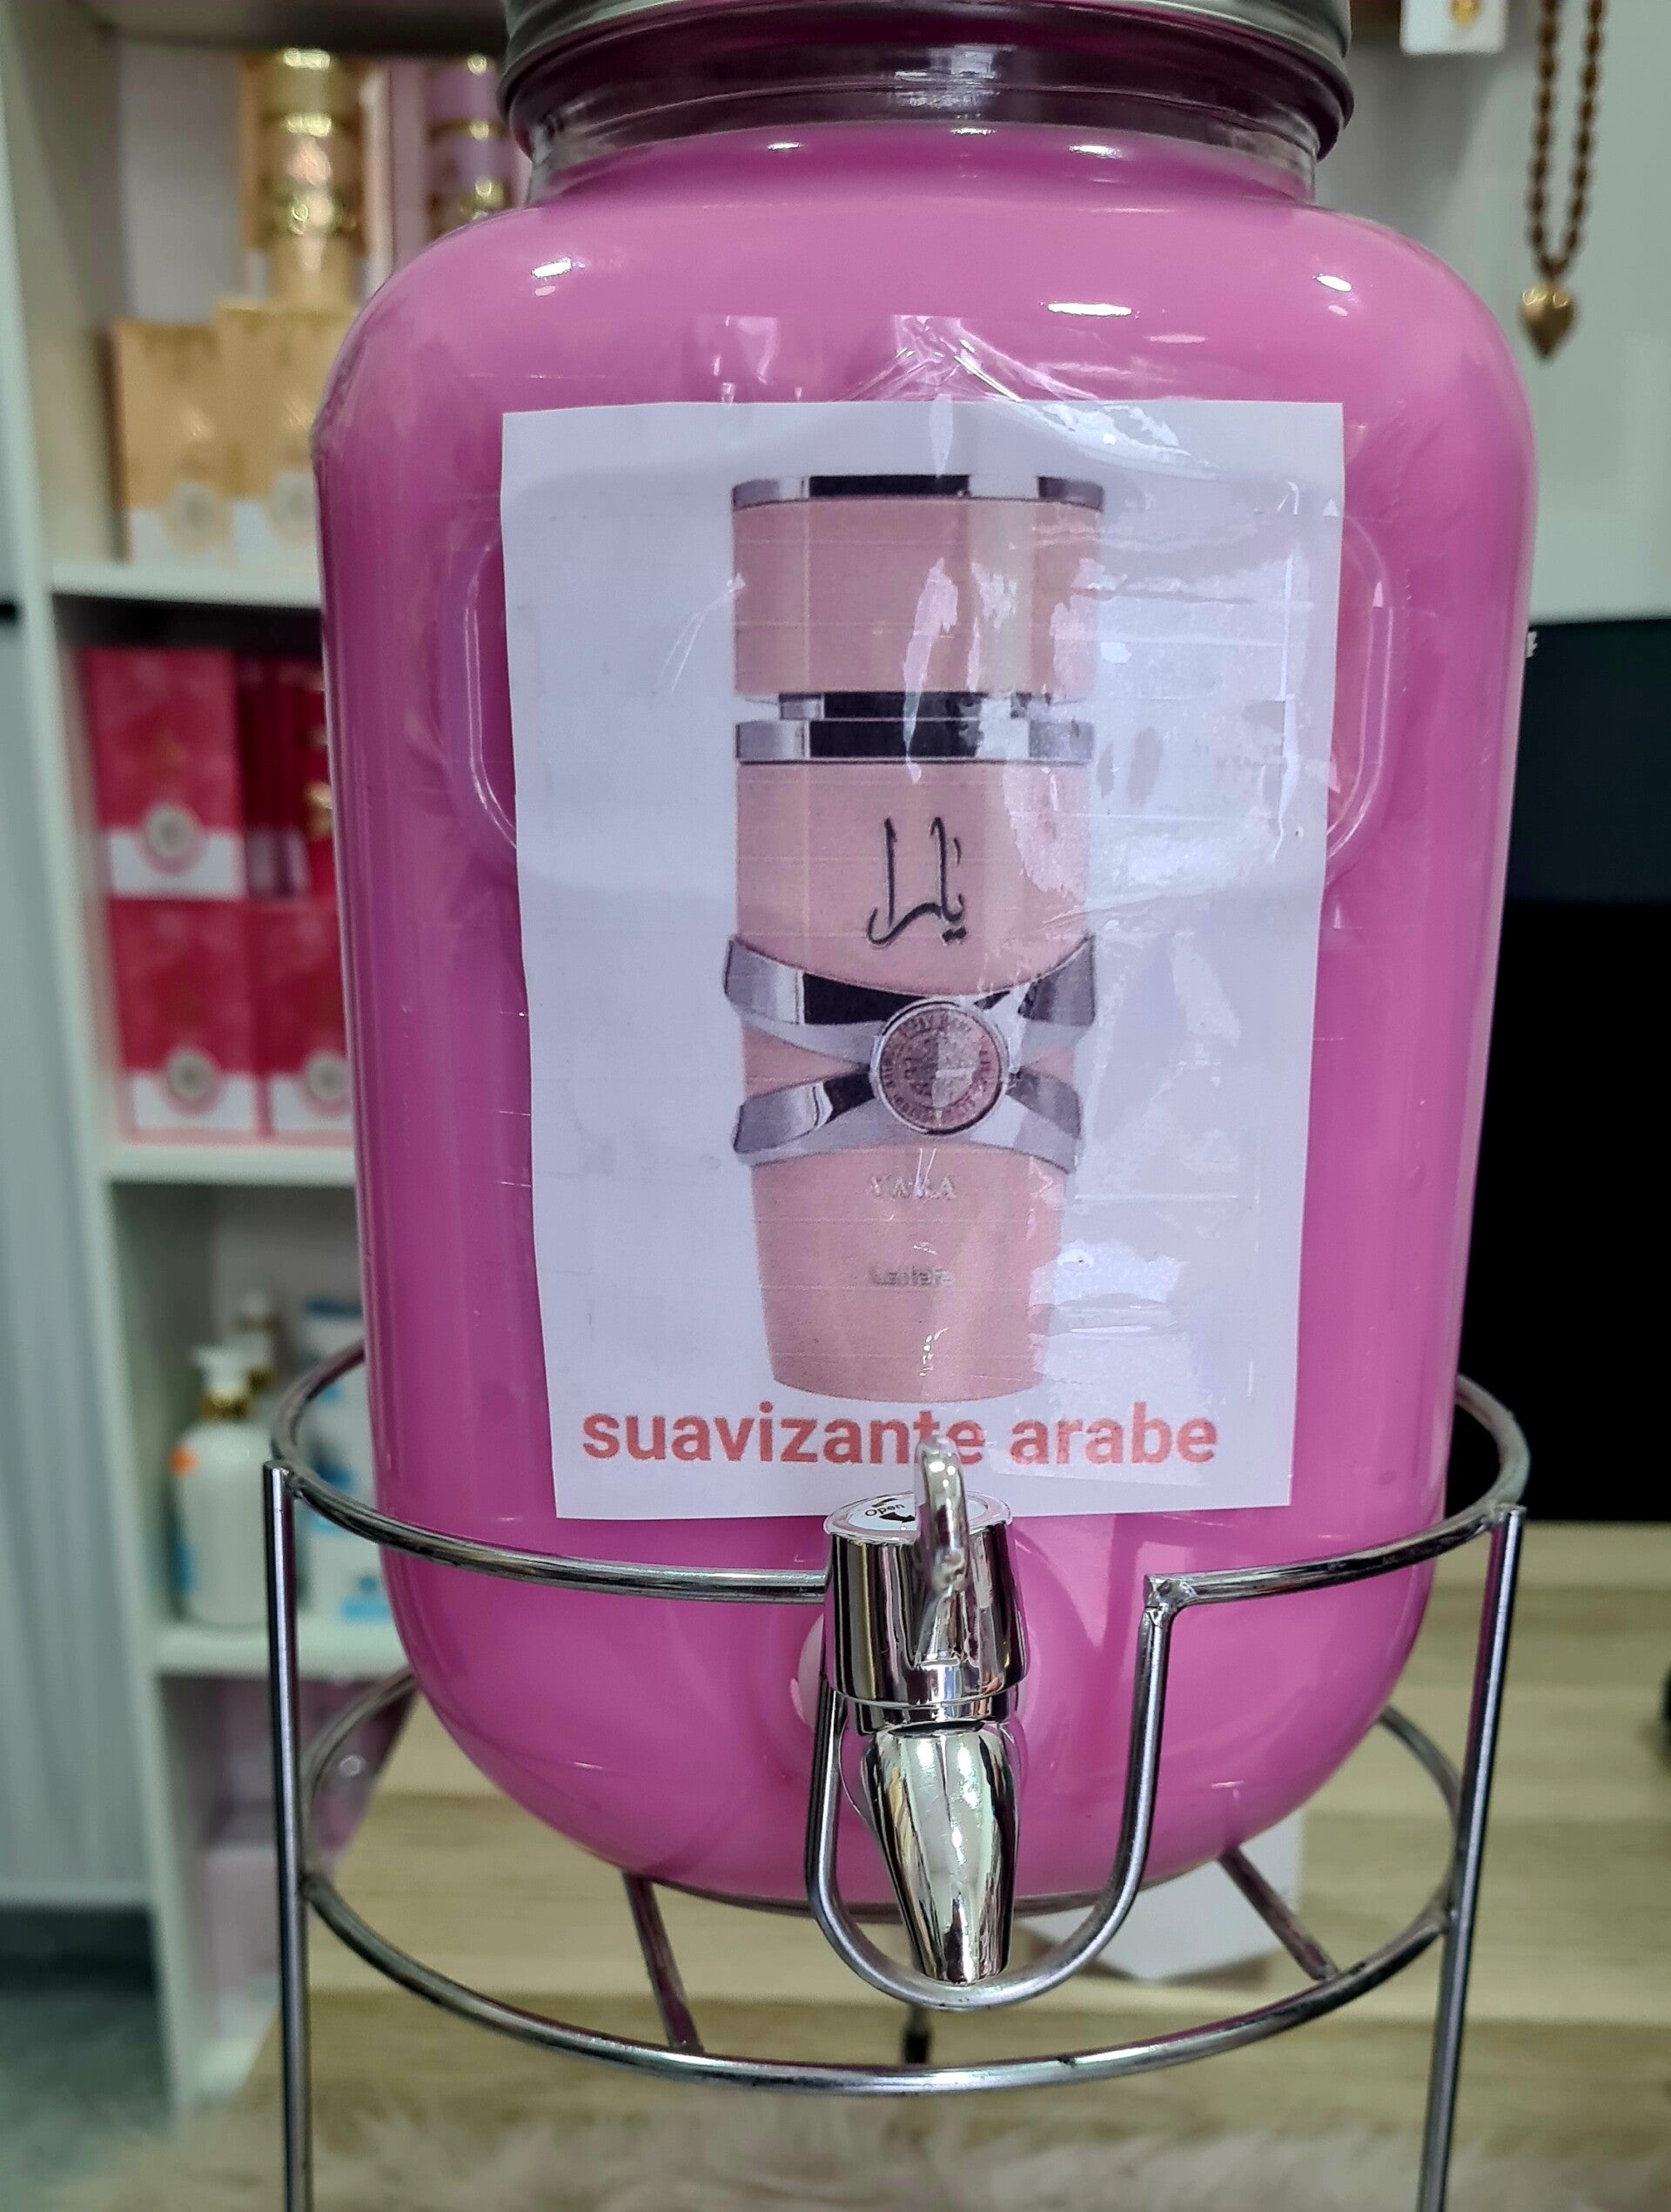 يارا
YARA
Lattafa
suavizante arabe
Open